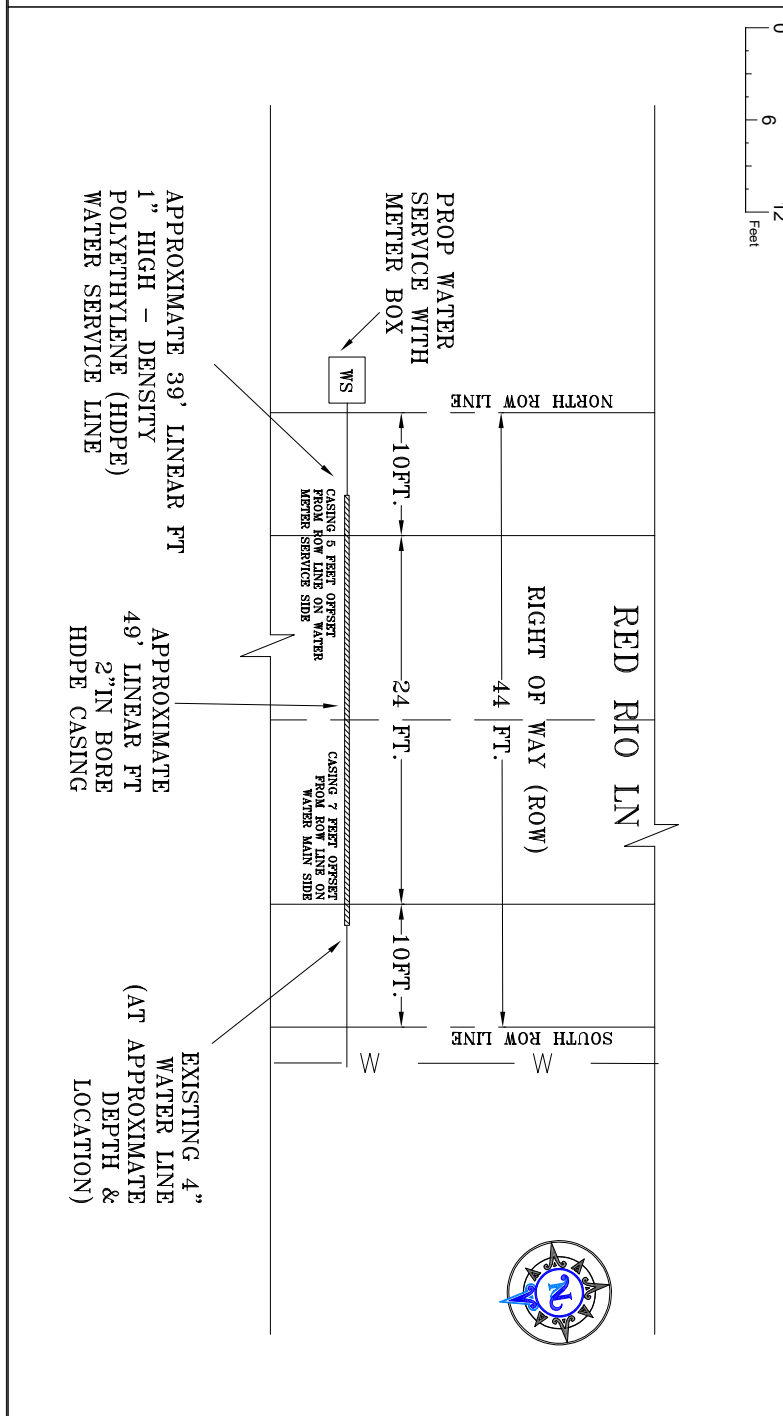 0
6
12
Feet
RED RIO LN
RIGHT OF WAY (ROW)
44 FT.
NORTH ROW LINE
SOUTH ROW LINE
10FT.
24 FT.
10FT.
W
W
N
PROP WATER
SERVICE WITH
METER BOX
WS
CASING 5 FEET OFFSET
FROM ROW LINE ON WATER
METER SERVICE SIDE
CASING 7 FEET OFFSET
FROM ROW LINE ON
WATER MAIN SIDE
APPROXIMATE 39' LINEAR FT
1" HIGH - DENSITY
POLYETHYLENE (HDPE)
WATER SERVICE LINE
APPROXIMATE
49' LINEAR FT
2"IN BORE
HDPE CASING
EXISTING 4"
WATER LINE
(AT APPROXIMATE
DEPTH &
LOCATION)